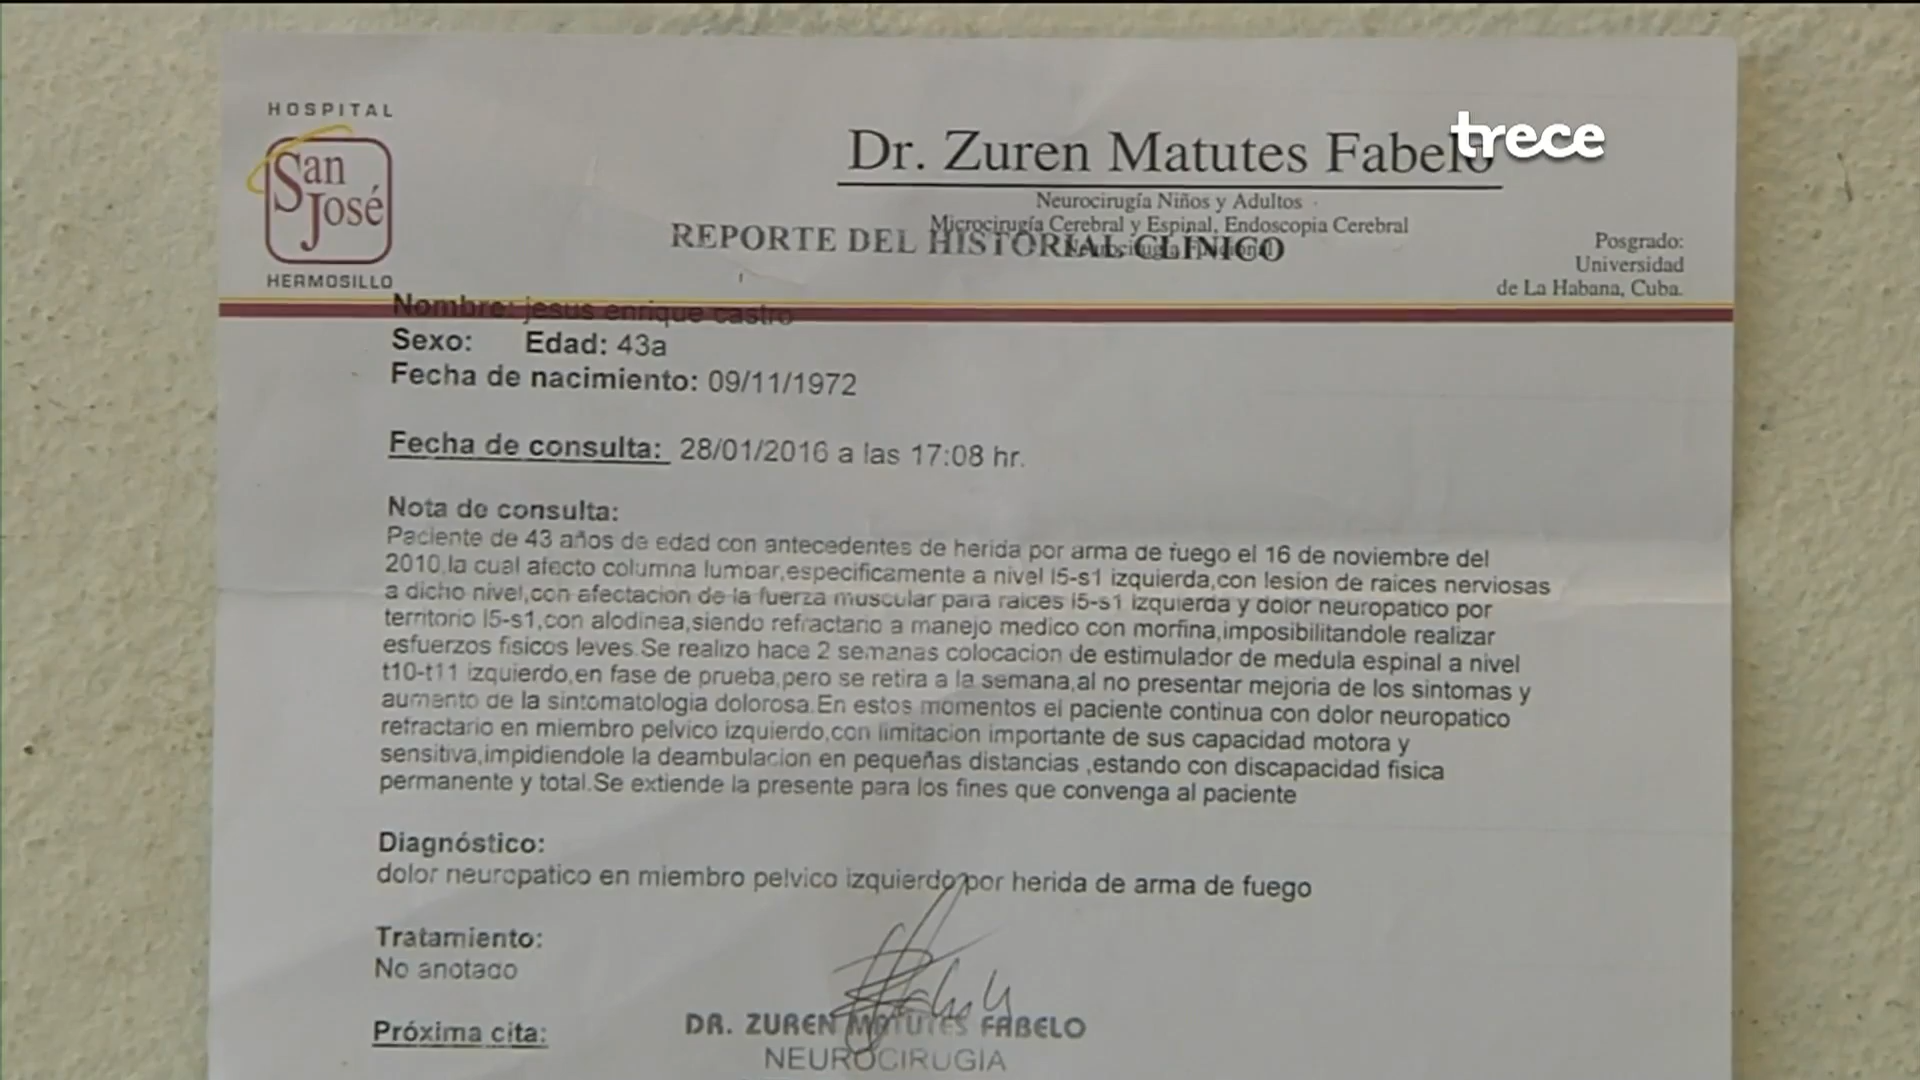 HOSPITAL
San
José
HERMOSILLO
trece
Dr. Zuren Matutes Fabelo
Neurocirugía Niños y Adultos
Microcirugía Cerebral y Espinal, Endoscopia Cerebral
REPORTE DEL HISTORIAL CLINICO
Posgrado:
Universidad
de La Habana, Cuba.
Nombre: jesus enrique castro
Sexo: Edad: 43a
Fecha de nacimiento: 09/11/1972
Fecha de consulta: 28/01/2016 a las 17:08 hr.
Nota de consulta:
Paciente de 43 años de edad con antecedentes de herida por arma de fuego el 16 de noviembre del
2010,la cual afecto columna lumbar,especificamente a nivel l5-s1 izquierda,con lesion de raices nerviosas
a dicho nivel,con afectacion de la fuerza muscular para raices l5-s1 izquierda y dolor neuropatico por
territorio l5-s1,con alodinea,siendo refractario a manejo medico con morfina,imposibilitandole realizar
esfuerzos fisicos leves.Se realizo hace 2 semanas colocacion de estimulador de medula espinal a nivel
t10-t11 izquierdo,en fase de prueba,pero se retira a la semana,al no presentar mejoria de los sintomas y
aumento de la sintomatologia dolorosa.En estos momentos el paciente continua con dolor neuropatico
refractario en miembro pelvico izquierdo,con limitacion importante de sus capacidad motora y
sensitiva,impidiendole la deambulacion en pequeñas distancias ,estando con discapacidad fisica
permanente y total.Se extiende la presente para los fines que convenga al paciente
Diagnóstico:
dolor neuropatico en miembro pelvico izquierdo por herida de arma de fuego
Tratamiento:
No anotado
Próxima cita:
DR. ZUREN MATUTES FABELO
NEUROCIRUGÍA